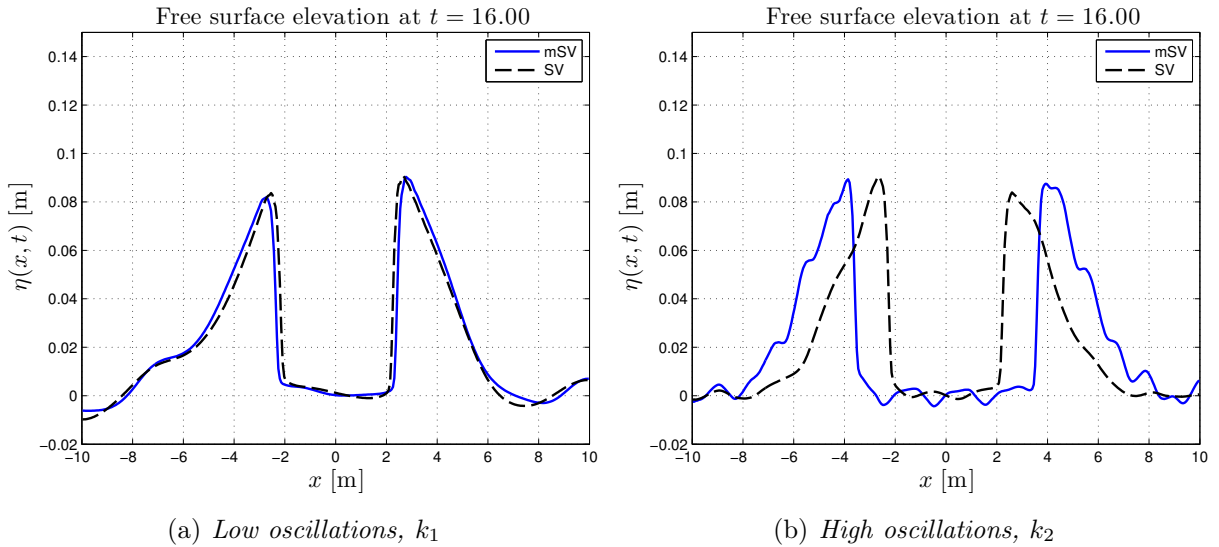 Free surface elevation at t = 16.00
mSV
SV
0.14
0.12
0.1
0.08
0.06
0.04
0.02
0
−0.02
η(x, t) [m]
−10 −8 −6 −4 −2 0 2 4 6 8 10
x [m]
(a) Low oscillations, k₁
Free surface elevation at t = 16.00
mSV
SV
0.14
0.12
0.1
0.08
0.06
0.04
0.02
0
−0.02
η(x, t) [m]
−10 −8 −6 −4 −2 0 2 4 6 8 10
x [m]
(b) High oscillations, k₂